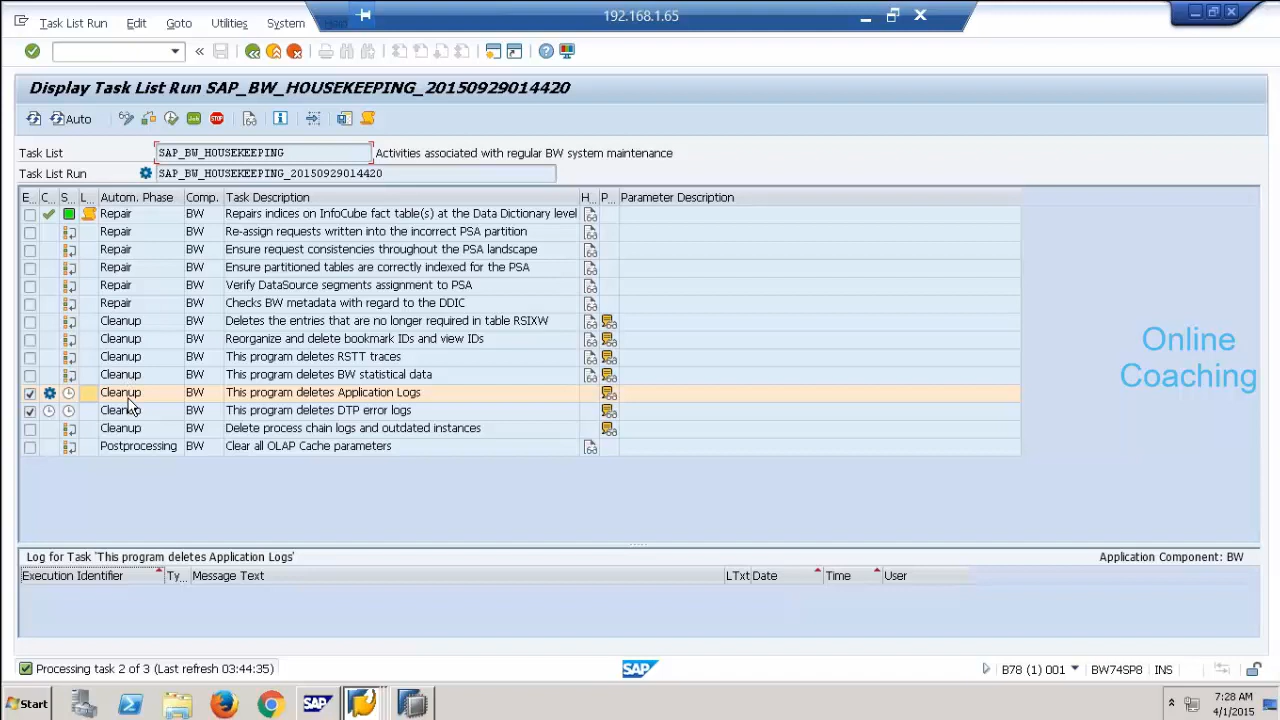 192.168.1.65
Task List Run Edit Goto Utilities System Help
Display Task List Run SAP_BW_HOUSEKEEPING_20150929014420
Auto
Task List SAP_BW_HOUSEKEEPING Activities associated with regular BW system maintenance
Task List Run SAP_BW_HOUSEKEEPING_20150929014420
E... C... S... L... Autom. Phase Comp. Task Description H... P... Parameter Description
Repair BW Repairs indices on InfoCube fact table(s) at the Data Dictionary level
Repair BW Re-assign requests written into the incorrect PSA partition
Repair BW Ensure request consistencies throughout the PSA landscape
Repair BW Ensure partitioned tables are correctly indexed for the PSA
Repair BW Verify DataSource segments assignment to PSA
Repair BW Checks BW metadata with regard to the DDIC
Cleanup BW Deletes the entries that are no longer required in table RSIXW
Cleanup BW Reorganize and delete bookmark IDs and view IDs
Cleanup BW This program deletes RSTT traces
Cleanup BW This program deletes BW statistical data
Cleanup BW This program deletes Application Logs
Cleanup BW This program deletes DTP error logs
Cleanup BW Delete process chain logs and outdated instances
Postprocessing BW Clear all OLAP Cache parameters
Online
Coaching
Log for Task 'This program deletes Application Logs' Application Component: BW
Execution Identifier Ty... Message Text LTxt Date Time User
Processing task 2 of 3 (Last refresh 03:44:35) SAP B78 (1) 001 BW74SP8 INS
Start SAP 7:28 AM
4/1/2015